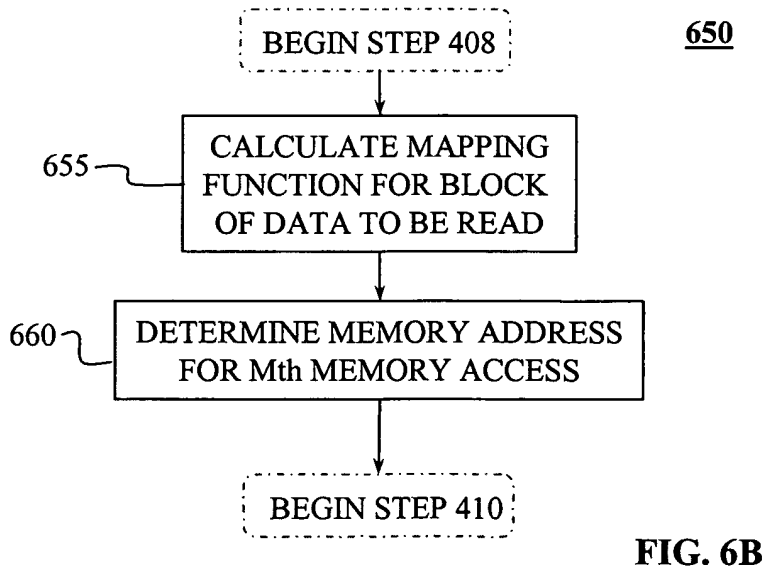 BEGIN STEP 408
650
655
CALCULATE MAPPING
FUNCTION FOR BLOCK
OF DATA TO BE READ
660
DETERMINE MEMORY ADDRESS
FOR Mth MEMORY ACCESS
BEGIN STEP 410
FIG. 6B